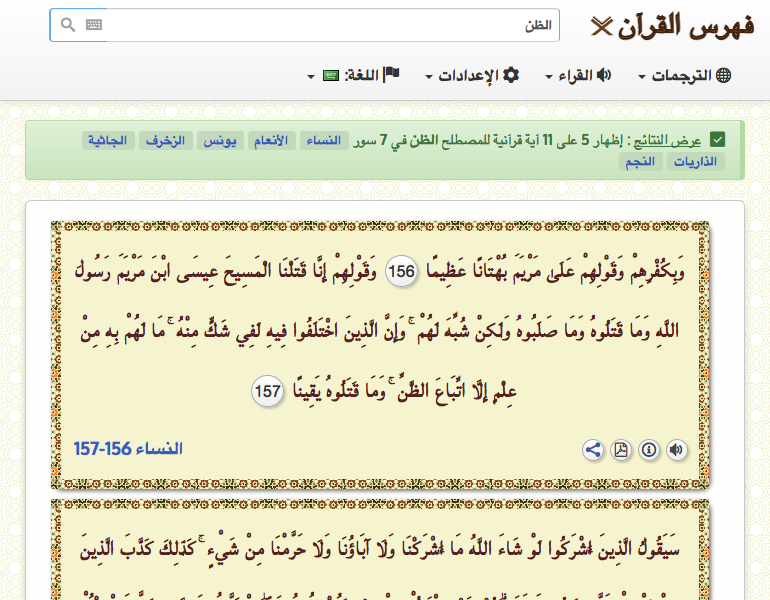 فهرس القرآن
الظن
الترجمات القراء الإعدادات اللغة:
عرض النتائج : إظهار 5 على 11 آية قرآنية للمصطلح الظن في 7 سور النساء الأنعام يونس الزخرف الجاثية
الذاريات النجم
وَبِكُفْرِهِمْ وَقَوْلِهِمْ عَلَىٰ مَرْيَمَ بُهْتَانًا عَظِيمًا 156 وَقَوْلِهِمْ إِنَّا قَتَلْنَا الْمَسِيحَ عِيسَى ابْنَ مَرْيَمَ رَسُولَ
اللَّهِ وَمَا قَتَلُوهُ وَمَا صَلَبُوهُ وَلَٰكِنْ شُبِّهَ لَهُمْ ۚ وَإِنَّ الَّذِينَ اخْتَلَفُوا فِيهِ لَفِي شَكٍّ مِنْهُ ۚ مَا لَهُمْ بِهِ مِنْ
عِلْمٍ إِلَّا اتِّبَاعَ الظَّنِّ ۚ وَمَا قَتَلُوهُ يَقِينًا 157
النساء 156-157
سَيَقُولُ الَّذِينَ أَشْرَكُوا لَوْ شَاءَ اللَّهُ مَا أَشْرَكْنَا وَلَا آبَاؤُنَا وَلَا حَرَّمْنَا مِنْ شَيْءٍ ۚ كَذَٰلِكَ كَذَّبَ الَّذِينَ